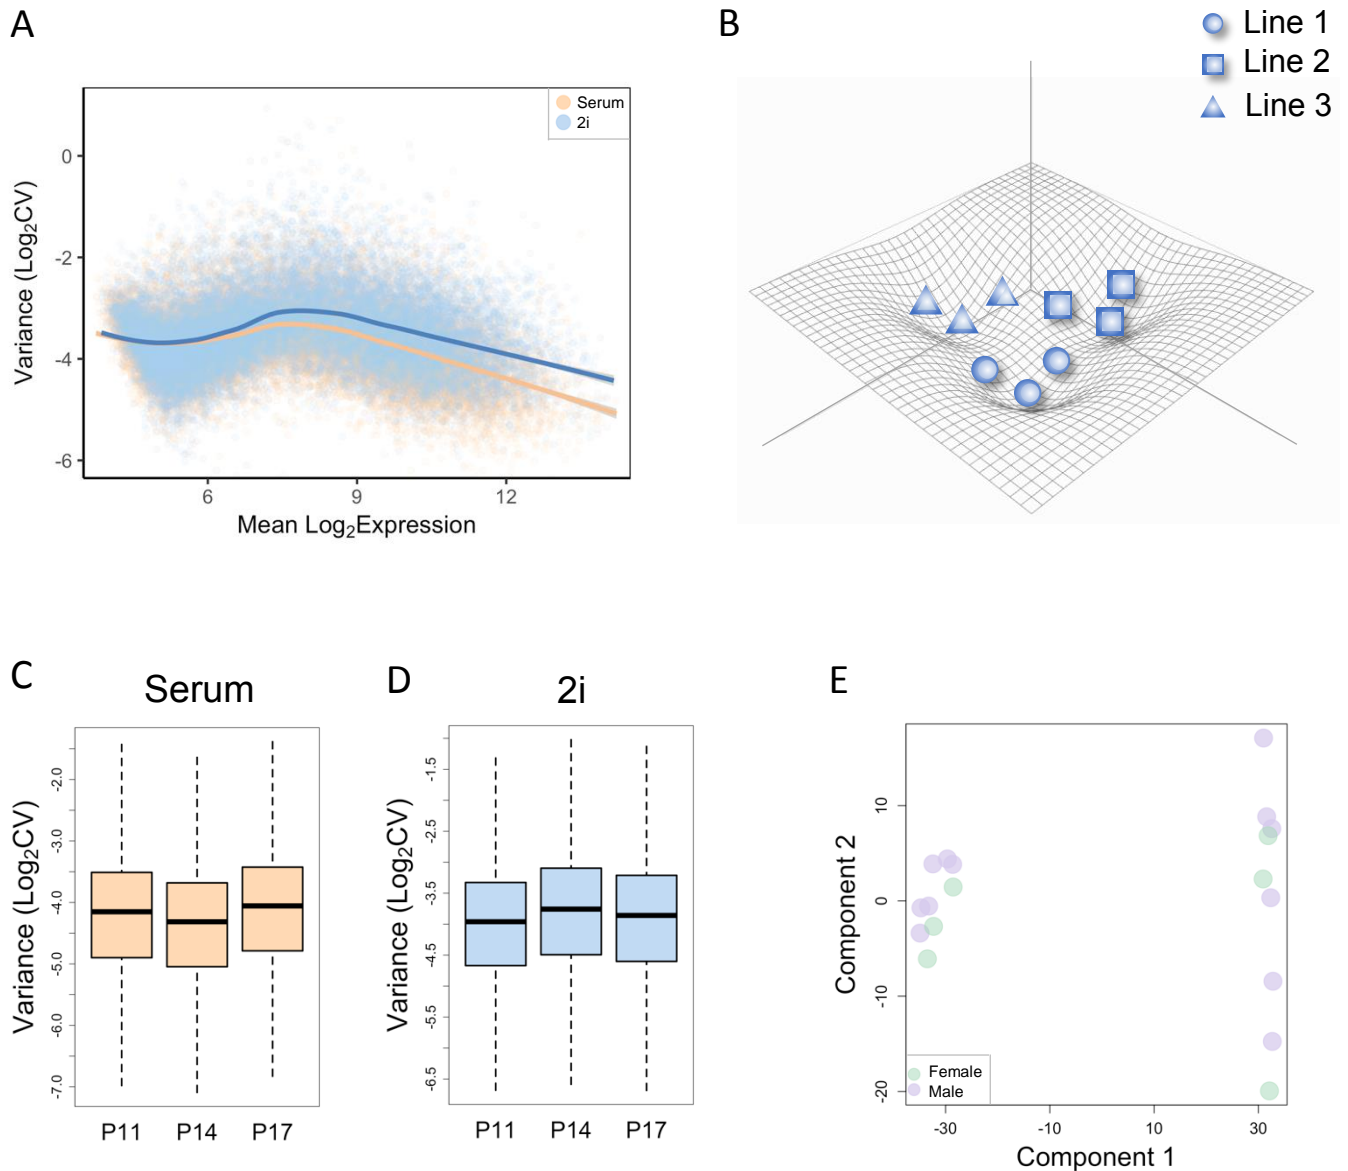 A
Serum
2i
0
-2
-4
-6
Variance (Log₂CV)
6 9 12
Mean Log₂Expression
B
Line 1
Line 2
Line 3
C
Serum
-2.0
-3.0
-4.0
-5.0
-6.0
-7.0
Variance (Log₂CV)
P11 P14 P17
D
2i
-1.5
-2.5
-3.5
-4.5
-5.5
-6.5
Variance (Log₂CV)
P11 P14 P17
E
10
0
-10
-20
Component 2
Female
Male
-30 -10 10 30
Component 1